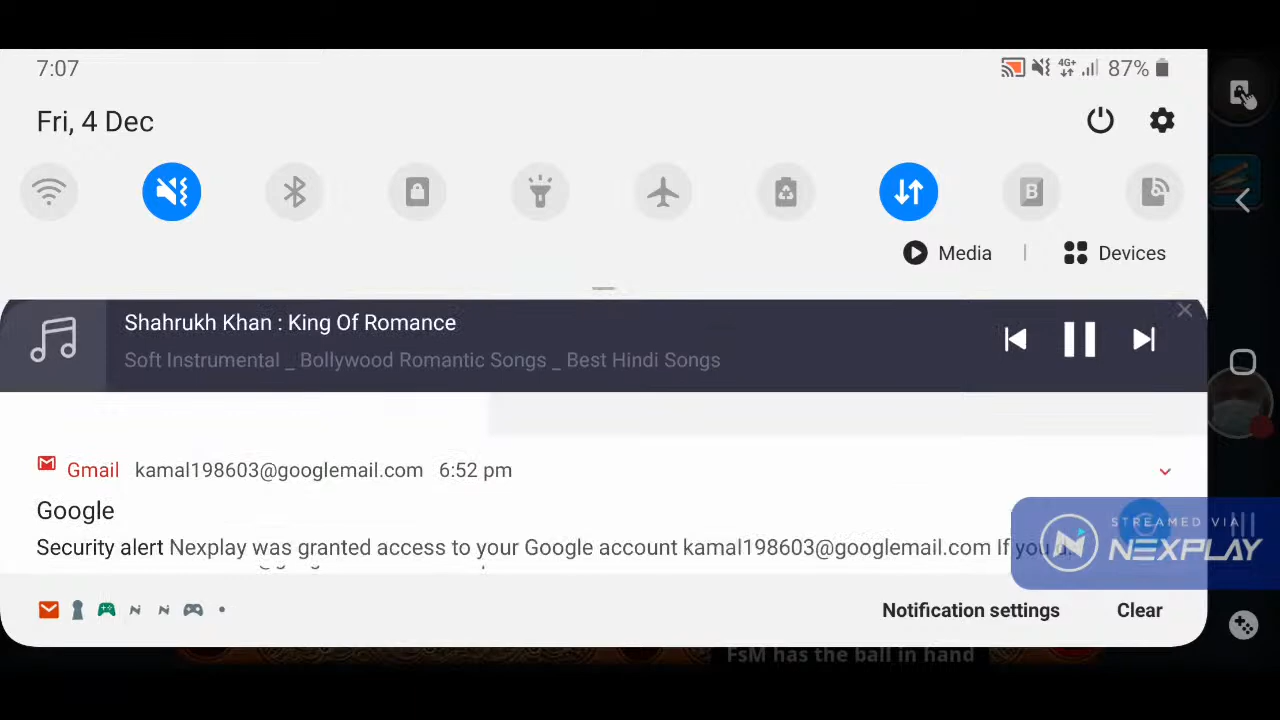 7:07
4G+ 87%
Fri, 4 Dec
B
Media | Devices
Shahrukh Khan : King Of Romance
Soft Instrumental _ Bollywood Romantic Songs _ Best Hindi Songs
Gmail kamal198603@googlemail.com 6:52 pm
Google
Security alert Nexplay was granted access to your Google account kamal198603@googlemail.com If you d
STREAMED VIA
NEXPLAY
Notification settings Clear
FsM has the ball in hand